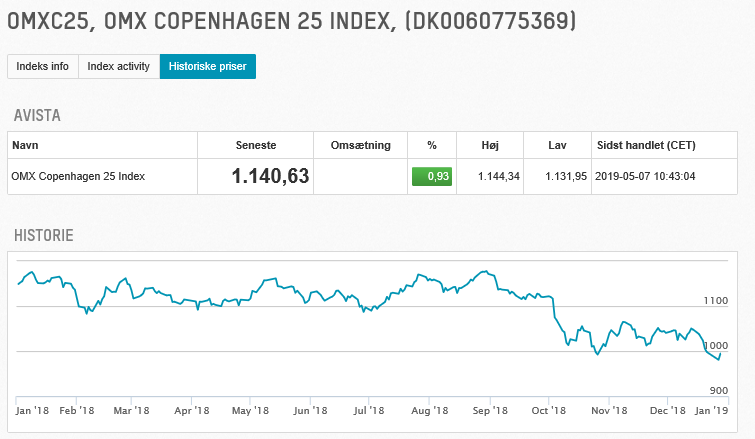 OMXC25, OMX COPENHAGEN 25 INDEX, (DK0060775369)
Indeks info Index activity Historiske priser
AVISTA
Navn Seneste Omsætning % Høj Lav Sidst handlet (CET)
OMX Copenhagen 25 Index 1.140,63 0,93 1.144,34 1.131,95 2019-05-07 10:43:04
HISTORIE
1100
1000
900
Jan '18 Feb '18 Mar '18 Apr '18 May '18 Jun '18 Jul '18 Aug '18 Sep '18 Oct '18 Nov '18 Dec '18 Jan '19